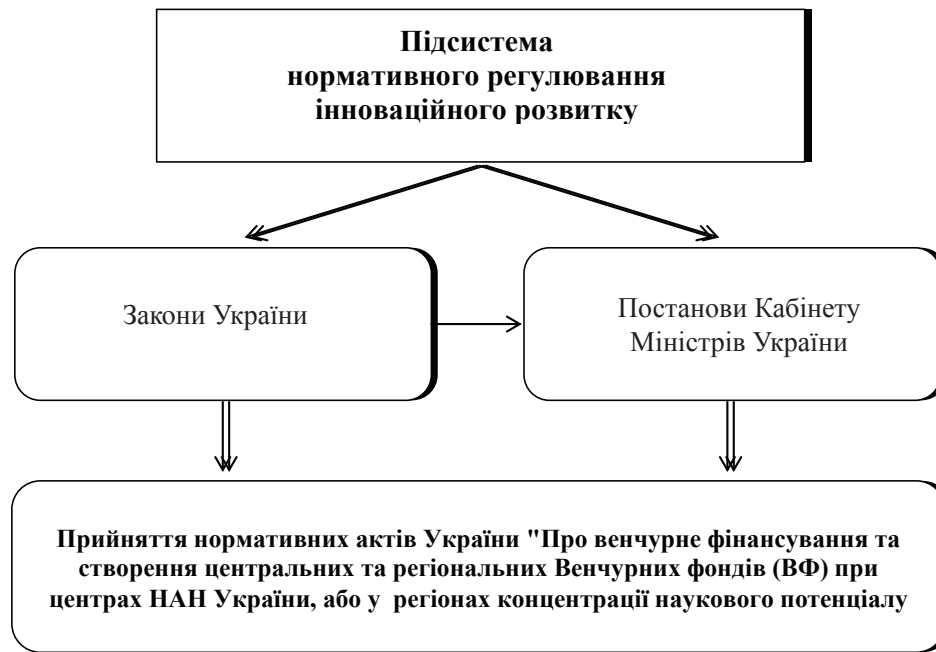 Підсистема
нормативного регулювання
інноваційного розвитку
Закони України
Постанови Кабінету
Міністрів України
Прийняття нормативних актів України "Про венчурне фінансування та
створення центральних та регіональних Венчурних фондів (ВФ) при
центрах НАН України, або у регіонах концентрації наукового потенціалу